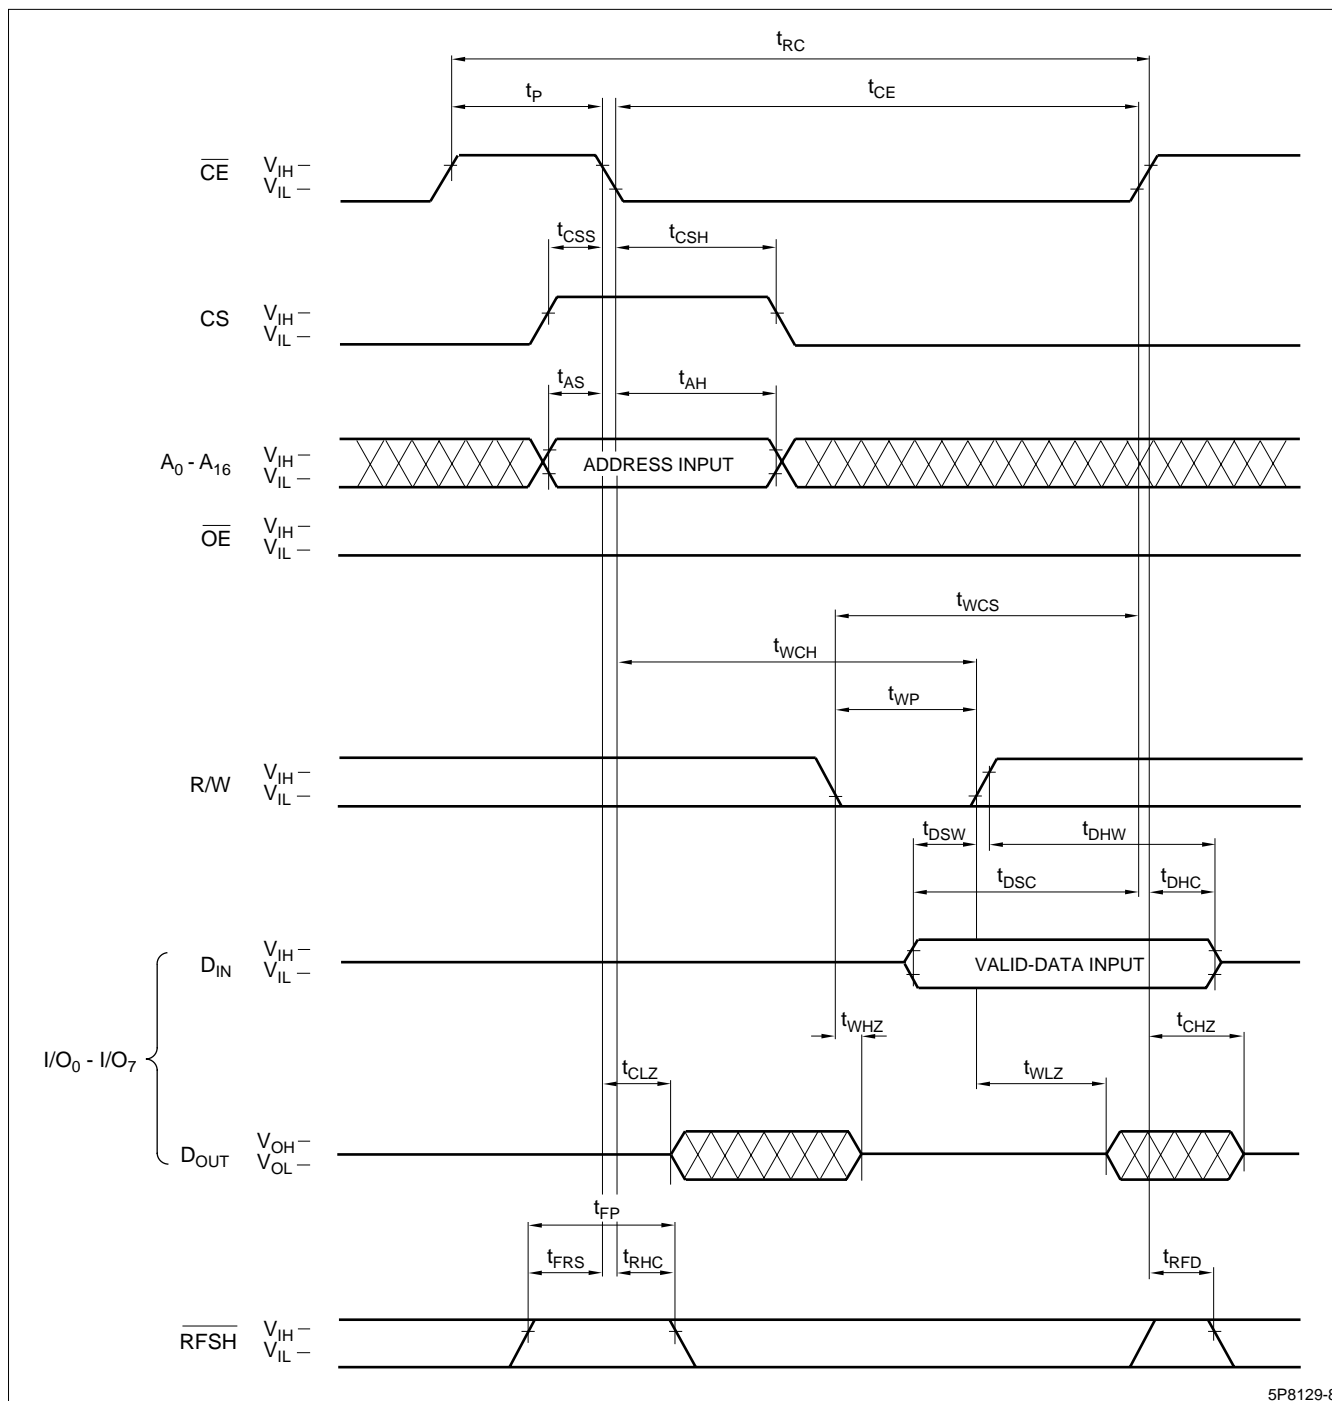 tRC
tP
tCE
CE VIH
VIL
tCSS
tCSH
CS VIH
VIL
tAS
tAH
A0 - A16 VIH
VIL
ADDRESS INPUT
OE VIH
VIL
tWCS
tWCH
tWP
R/W VIH
VIL
tDSW
tDHW
tDSC
tDHC
DIN VIH
VIL
VALID-DATA INPUT
tWHZ
tCHZ
I/O0 - I/O7
tCLZ
tWLZ
DOUT VOH
VOL
tFP
tFRS
tRHC
tRFD
RFSH VIH
VIL
5P8129-8